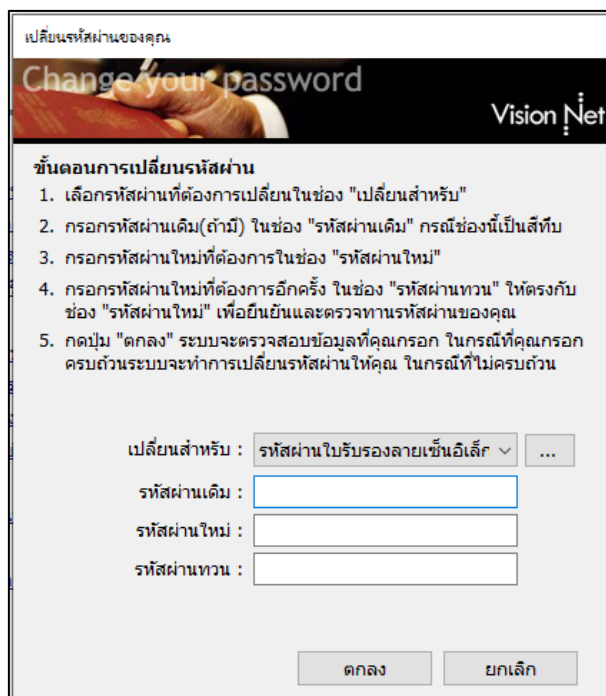 เปลี่ยนรหัสผ่านของคุณ
Change your password
Vision Net
ขั้นตอนการเปลี่ยนรหัสผ่าน
1. เลือกรหัสผ่านที่ต้องการเปลี่ยนในช่อง "เปลี่ยนสำหรับ"
2. กรอกรหัสผ่านเดิม(ถ้ามี) ในช่อง "รหัสผ่านเดิม" กรณีช่องนี้เป็นสีทึบ
3. กรอกรหัสผ่านใหม่ที่ต้องการในช่อง "รหัสผ่านใหม่"
4. กรอกรหัสผ่านใหม่ที่ต้องการอีกครั้ง ในช่อง "รหัสผ่านทวน" ให้ตรงกับ
ช่อง "รหัสผ่านใหม่" เพื่อยืนยันและตรวจทานรหัสผ่านของคุณ
5. กดปุ่ม "ตกลง" ระบบจะตรวจสอบข้อมูลที่คุณกรอก ในกรณีที่คุณกรอก
ครบถ้วนระบบจะทำการเปลี่ยนรหัสผ่านให้คุณ ในกรณีที่ไม่ครบถ้วน
เปลี่ยนสำหรับ : รหัสผ่านใบรับรองลายเซ็นอิเล็ก ...
รหัสผ่านเดิม :
รหัสผ่านใหม่ :
รหัสผ่านทวน :
ตกลง ยกเลิก